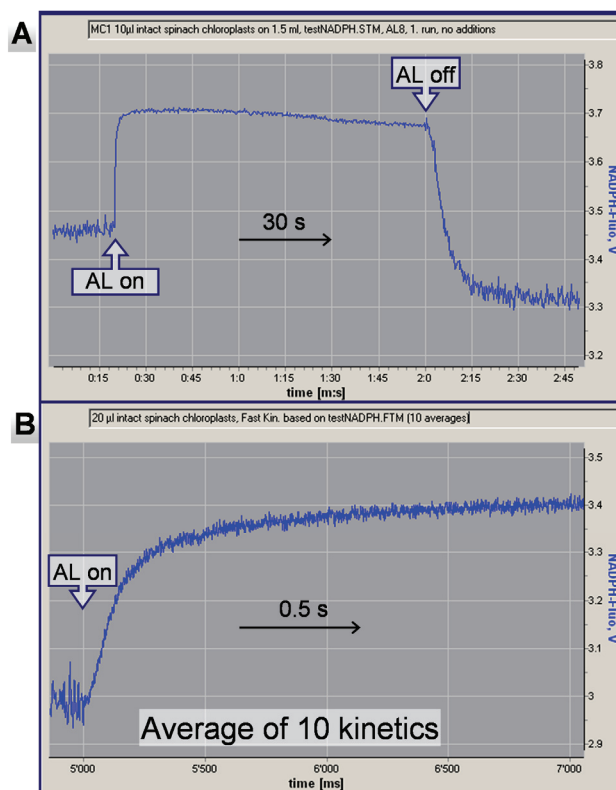 A
MC1 10µl intact spinach chloroplasts on 1.5 ml, testNADPH.STM, AL8, 1. run, no additions
AL off
30 s
AL on
3.8
3.7
3.6
3.5
3.4
3.3
3.2
NADPH-Fluo, V
0:15 0:30 0:45 1:0 1:15 1:30 1:45 2:0 2:15 2:30 2:45
time [m:s]
B
20 µl intact spinach chloroplasts, Fast Kin. based on testNADPH.FTM (10 averages)
AL on
0.5 s
Average of 10 kinetics
3.5
3.4
3.3
3.2
3.1
3
2.9
NADPH-Fluo, V
5'000 5'500 6'000 6'500 7'000
time [ms]